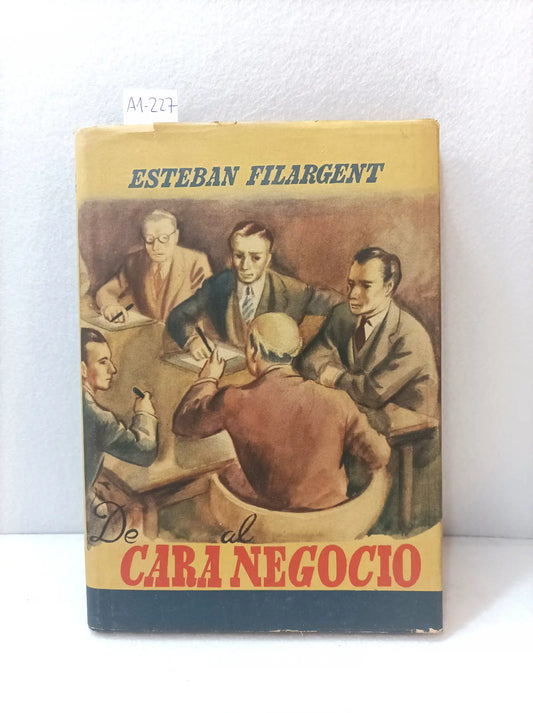 A1-227
ESTEBAN FILARGENT
De al
CARA NEGOCIO